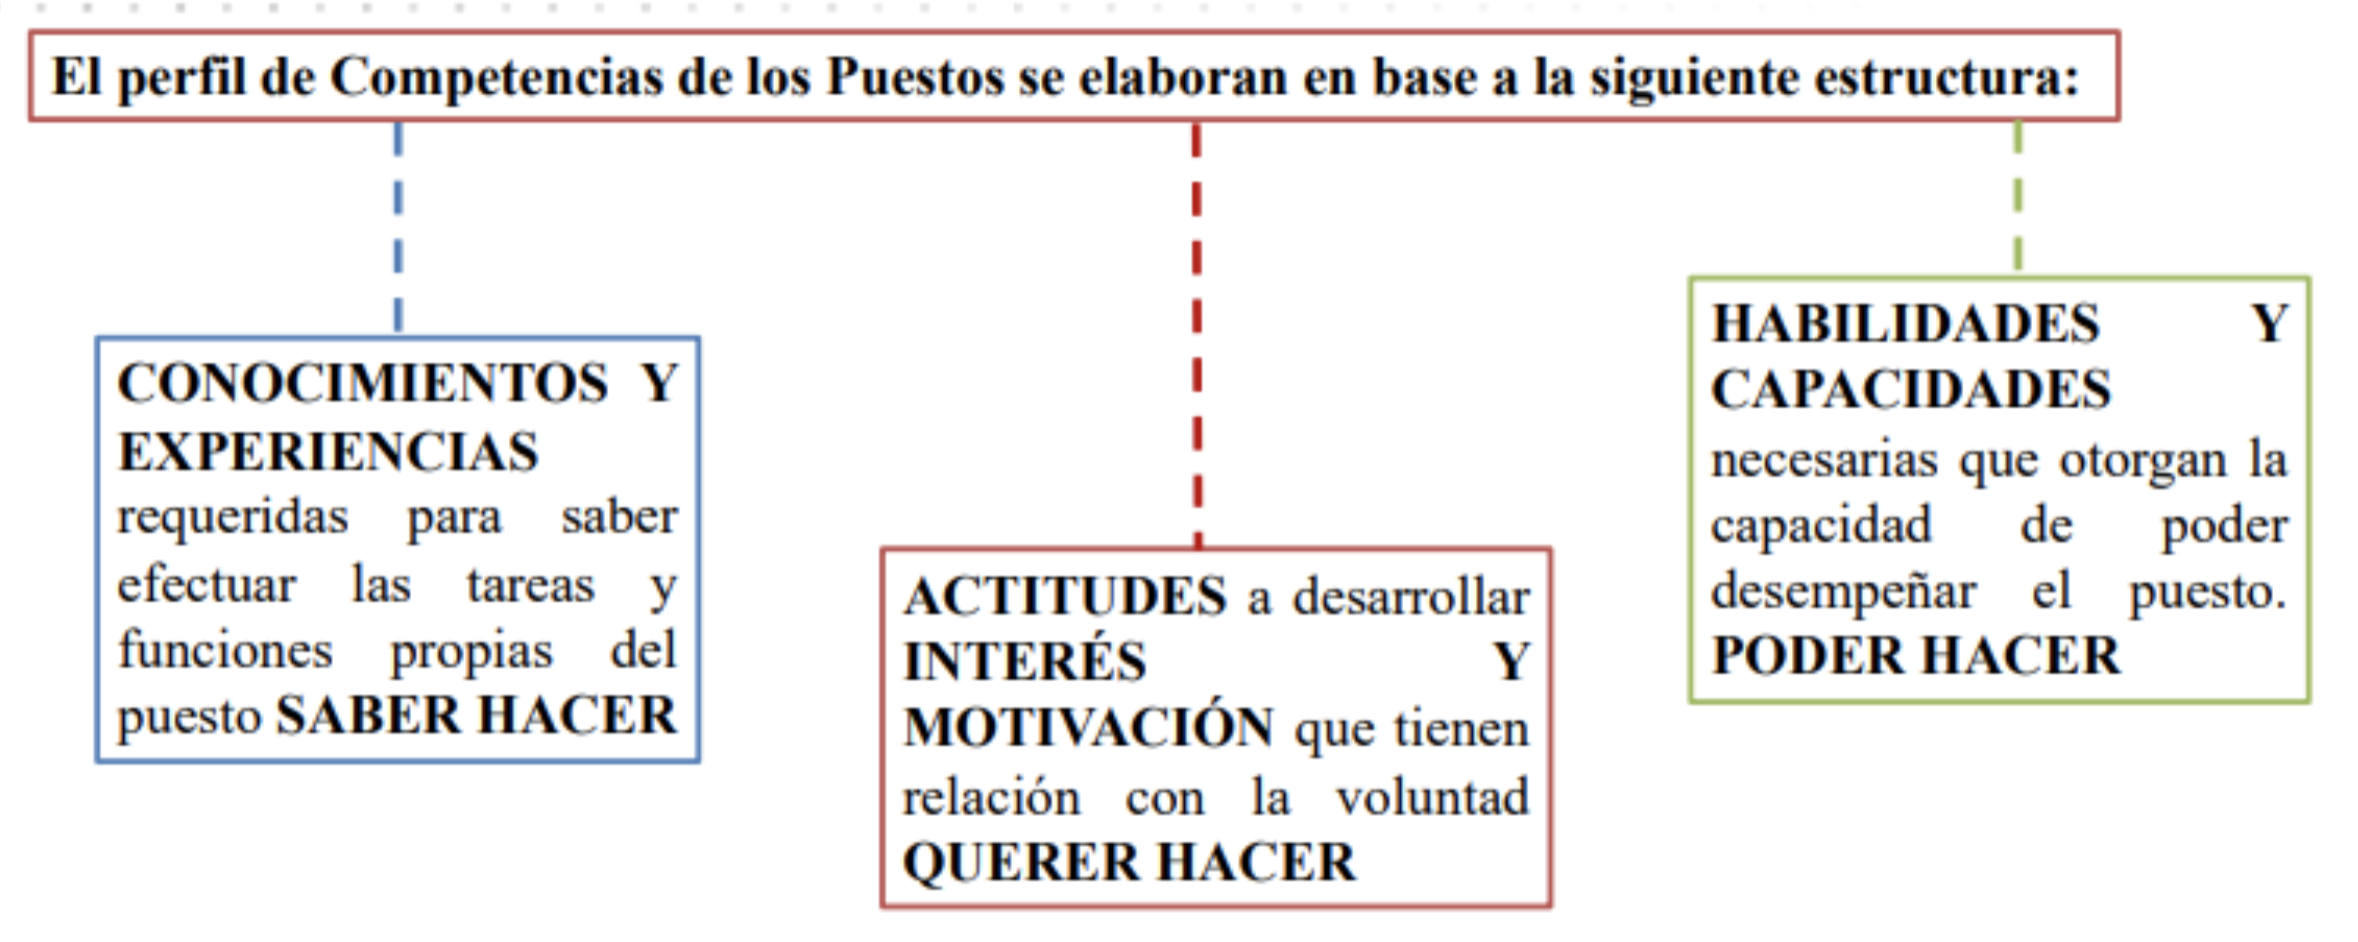 El perfil de Competencias de los Puestos se elaboran en base a la siguiente estructura:
CONOCIMIENTOS Y
EXPERIENCIAS
requeridas para saber
efectuar las tareas y
funciones propias del
puesto SABER HACER
ACTITUDES a desarrollar
INTERÉS Y
MOTIVACIÓN que tienen
relación con la voluntad
QUERER HACER
HABILIDADES Y
CAPACIDADES
necesarias que otorgan la
capacidad de poder
desempeñar el puesto.
PODER HACER